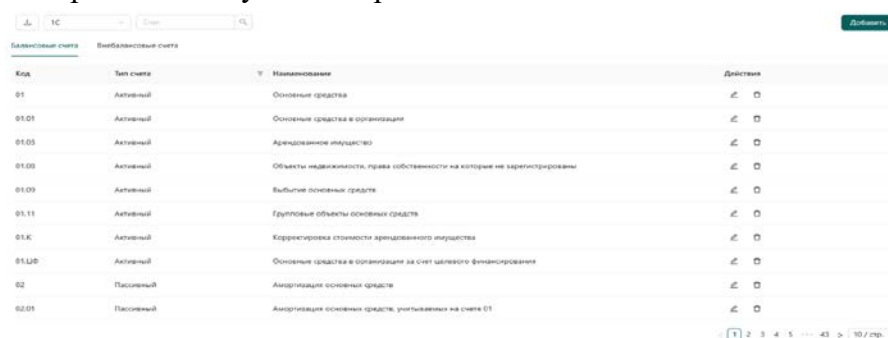 1С Счет
Добавить
Балансовые счета Внебалансовые счета
Код Тип счета Наименование Действия
01 Активный Основные средства
01.01 Активный Основные средства в организации
01.03 Активный Арендованное имущество
01.08 Активный Объекты недвижимости, права собственности на которые не зарегистрированы
01.09 Активный Выбытие основных средств
01.11 Активный Групповые объекты основных средств
01.К Активный Корректировка стоимости арендованного имущества
01.ЦФ Активный Основные средства в организации за счет целевого финансирования
02 Пассивный Амортизация основных средств
02.01 Пассивный Амортизация основных средств, учитываемых на счете 01
< 1 2 3 4 5 ··· 43 > 10 / стр.